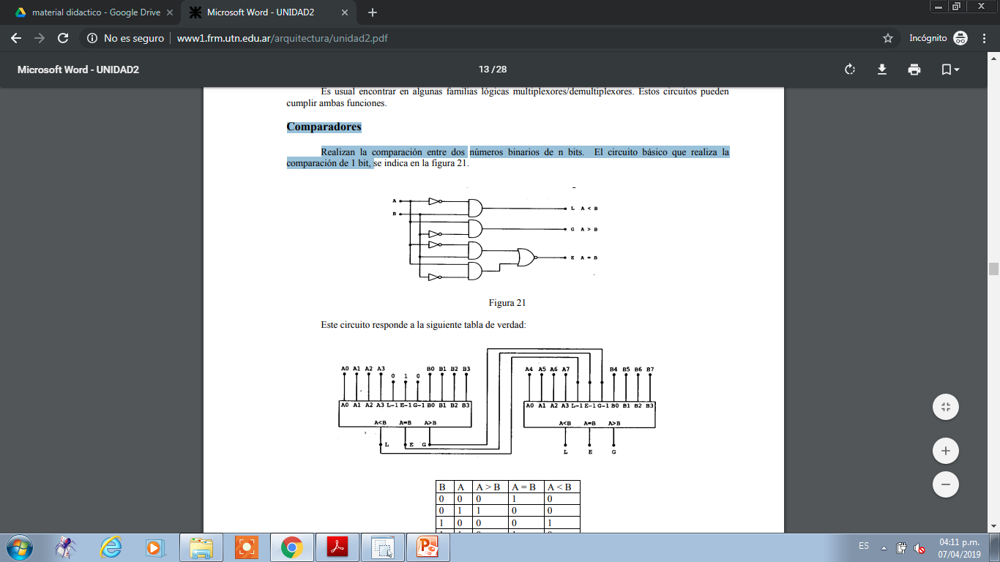 material didactico - Google Drive
Microsoft Word - UNIDAD2
No es seguro
www1.frm.utn.edu.ar/arquitectura/unidad2.pdf
Incógnito
Microsoft Word - UNIDAD2
13 / 28
Es usual encontrar en algunas familias lógicas multiplexores/demultiplexores. Estos circuitos pueden
cumplir ambas funciones.
Comparadores
Realizan la comparación entre dos números binarios de n bits. El circuito básico que realiza la
comparación de 1 bit, se indica en la figura 21.
A
L A < B
B
G A > B
E A = B
Figura 21
Este circuito responde a la siguiente tabla de verdad:
A0 A1 A2 A3 0 1 0 B0 B1 B2 B3
A4 A5 A6 A7 B4 B5 B6 B7
A0 A1 A2 A3 L-1 E-1 G-1 B0 B1 B2 B3
A0 A1 A2 A3 L-1 E-1 G-1 B0 B1 B2 B3
A<B A=B A>B
A<B A=B A>B
L E G
L E G
B A A > B A = B A < B
0 0 0 1 0
0 1 1 0 0
1 0 0 0 1
ES
04:11 p.m.
07/04/2019